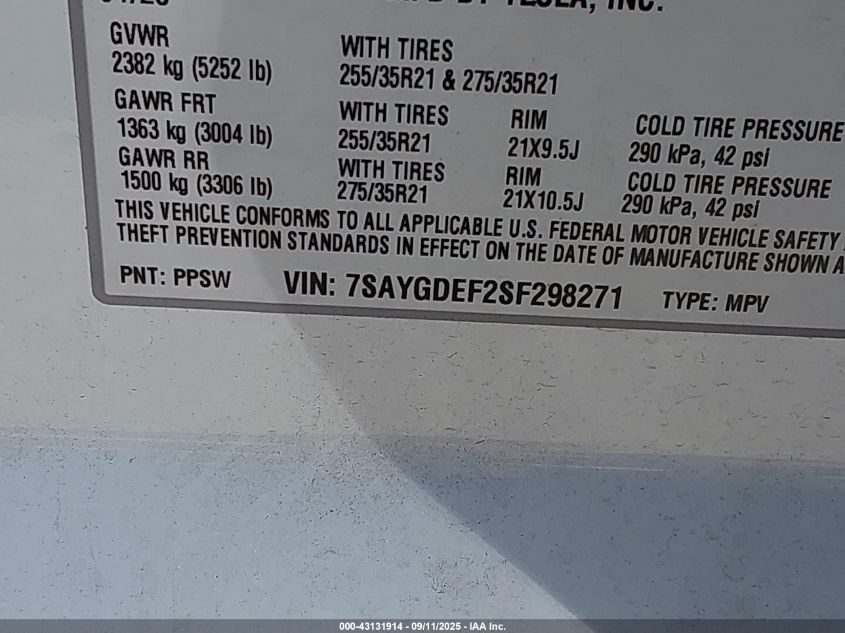 TESLA, INC.
GVWR
2382 kg (5252 lb)
WITH TIRES
255/35R21 & 275/35R21
GAWR FRT
1363 kg (3004 lb)
WITH TIRES
255/35R21
RIM
21X9.5J
COLD TIRE PRESSURE
290 kPa, 42 psi
GAWR RR
1500 kg (3306 lb)
WITH TIRES
275/35R21
RIM
21X10.5J
COLD TIRE PRESSURE
290 kPa, 42 psi
THIS VEHICLE CONFORMS TO ALL APPLICABLE U.S. FEDERAL MOTOR VEHICLE SAFETY
THEFT PREVENTION STANDARDS IN EFFECT ON THE DATE OF MANUFACTURE SHOWN A
PNT: PPSW VIN: 7SAYGDEF2SF298271 TYPE: MPV
000-43131914 - 09/11/2025 - IAA Inc.